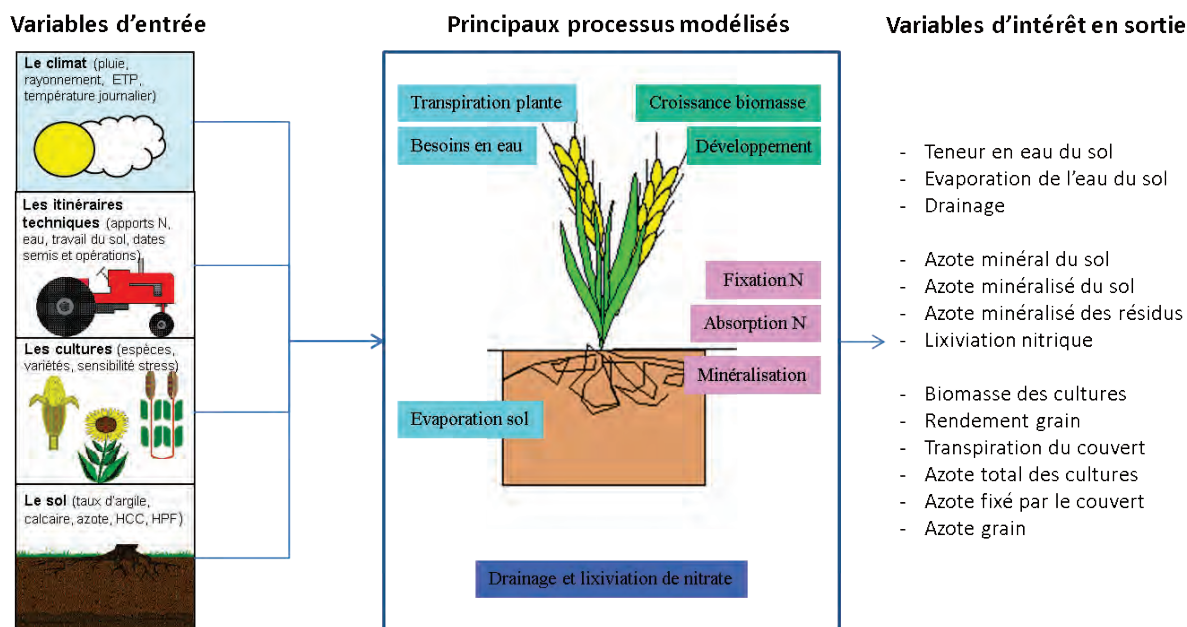 Variables d’entrée
Le climat (pluie,
rayonnement, ETP,
température journalier)
Les itinéraires
techniques (apports N,
eau, travail du sol, dates
semis et opérations)
Les cultures (espèces,
variétés, sensibilité stress)
Le sol (taux d'argile,
calcaire, azote, HCC, HPF)
Principaux processus modélisés
Transpiration plante
Croissance biomasse
Besoins en eau
Développement
Fixation N
Absorption N
Minéralisation
Evaporation sol
Drainage et lixiviation de nitrate
Variables d’intérêt en sortie
- Teneur en eau du sol
- Evaporation de l’eau du sol
- Drainage
- Azote minéral du sol
- Azote minéralisé du sol
- Azote minéralisé des résidus
- Lixiviation nitrique
- Biomasse des cultures
- Rendement grain
- Transpiration du couvert
- Azote total des cultures
- Azote fixé par le couvert
- Azote grain